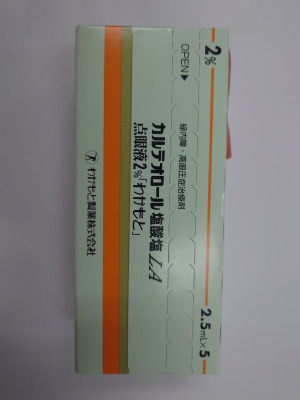 2%
OPEN▶
緑内障・高眼圧症治療剤
カルテオロール塩酸塩LA
点眼液2%「わかもと」
わかもと製薬株式会社
2.5mL×5